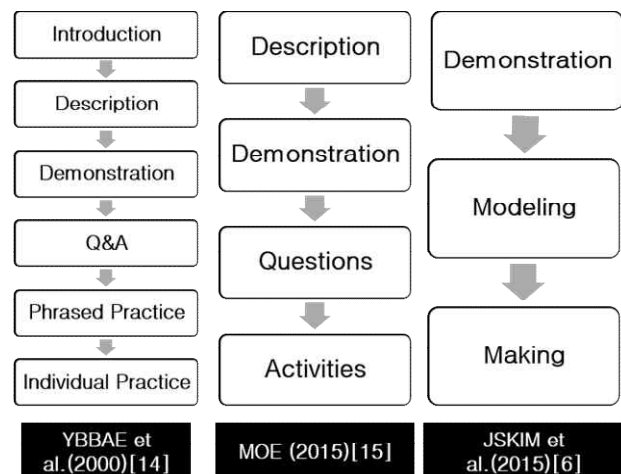 Introduction
Description
Demonstration
Q&A
Phrased Practice
Individual Practice
YBBAE et
al.(2000)[14]
Description
Demonstration
Questions
Activities
MOE (2015)[15]
Demonstration
Modeling
Making
JSKIM et
al.(2015)[6]